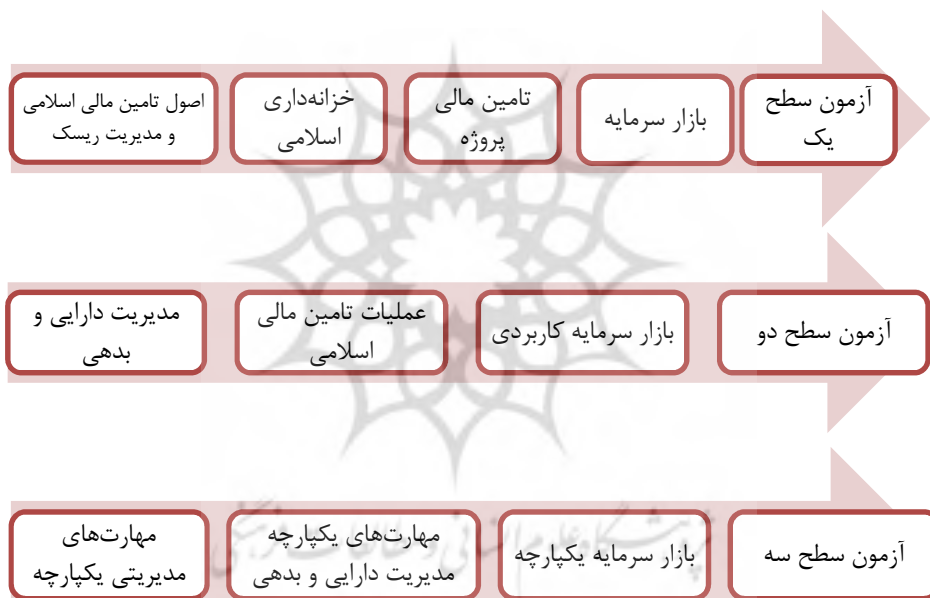 آزمون سطح
یک
بازار سرمایه
تامین مالی
پروژه
خزانه‌داری
اسلامی
اصول تامین مالی اسلامی
و مدیریت ریسک
آزمون سطح دو
بازار سرمایه کاربردی
عملیات تامین مالی
اسلامی
مدیریت دارایی و
بدهی
آزمون سطح سه
بازار سرمایه یکپارچه
مهارت‌های یکپارچه
مدیریت دارایی و بدهی
مهارت‌های
مدیریتی یکپارچه